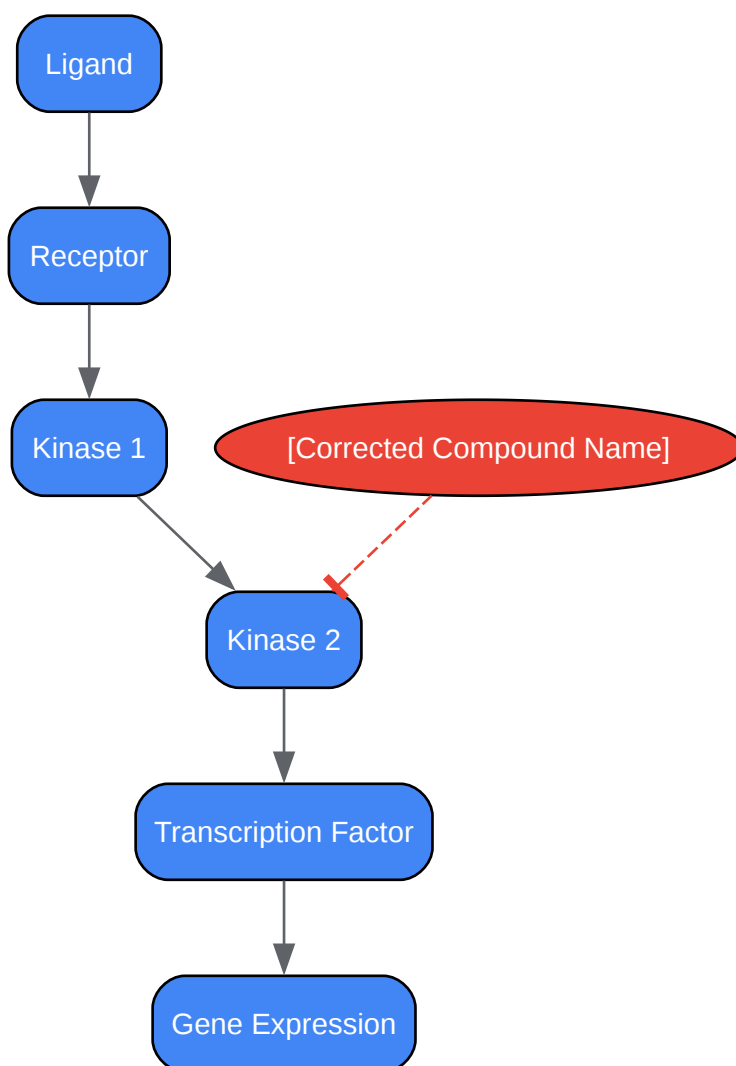 Ligand
Receptor
Kinase 1
[Corrected Compound Name]
Kinase 2
Transcription Factor
Gene Expression